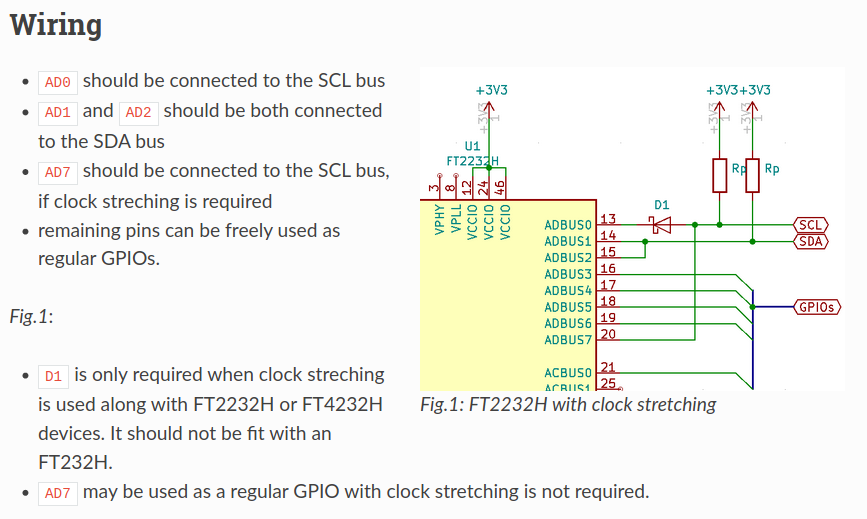 Wiring
AD0 should be connected to the SCL bus
AD1 and AD2 should be both connected
to the SDA bus
AD7 should be connected to the SCL bus,
if clock streching is required
remaining pins can be freely used as
regular GPIOs.
Fig.1:
D1 is only required when clock streching
is used along with FT2232H or FT4232H
devices. It should not be fit with an
FT232H.
AD7 may be used as a regular GPIO with clock stretching is not required.
+3V3
+3V3
1
U1
FT2232H
3
8
12
24
46
VPHY
VPLL
VCCIO
VCCIO
VCCIO
+3V3
+3V3
+3V3
1
+3V3
1
Rp
Rp
D1
ADBUS0 13
ADBUS1 14
ADBUS2 15
ADBUS3 16
ADBUS4 17
ADBUS5 18
ADBUS6 19
ADBUS7 20
ACBUS0 21
ACBUS1 25
SCL
SDA
GPIOs
Fig.1: FT2232H with clock stretching